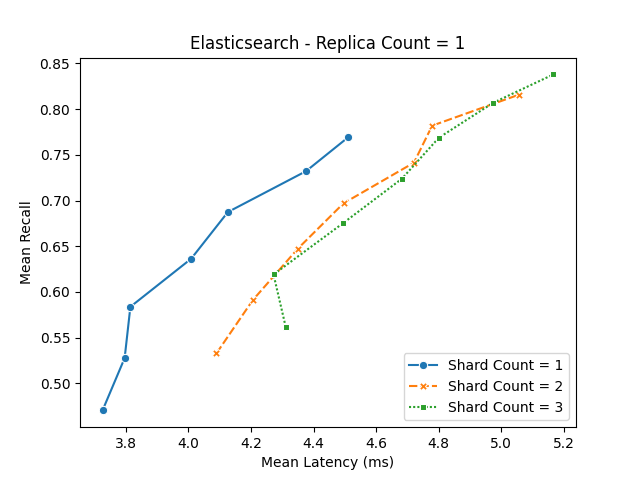 Elasticsearch - Replica Count = 1
0.85
0.80
0.75
0.70
0.65
0.60
0.55
0.50
Mean Recall
Shard Count = 1
Shard Count = 2
Shard Count = 3
3.8 4.0 4.2 4.4 4.6 4.8 5.0 5.2
Mean Latency (ms)